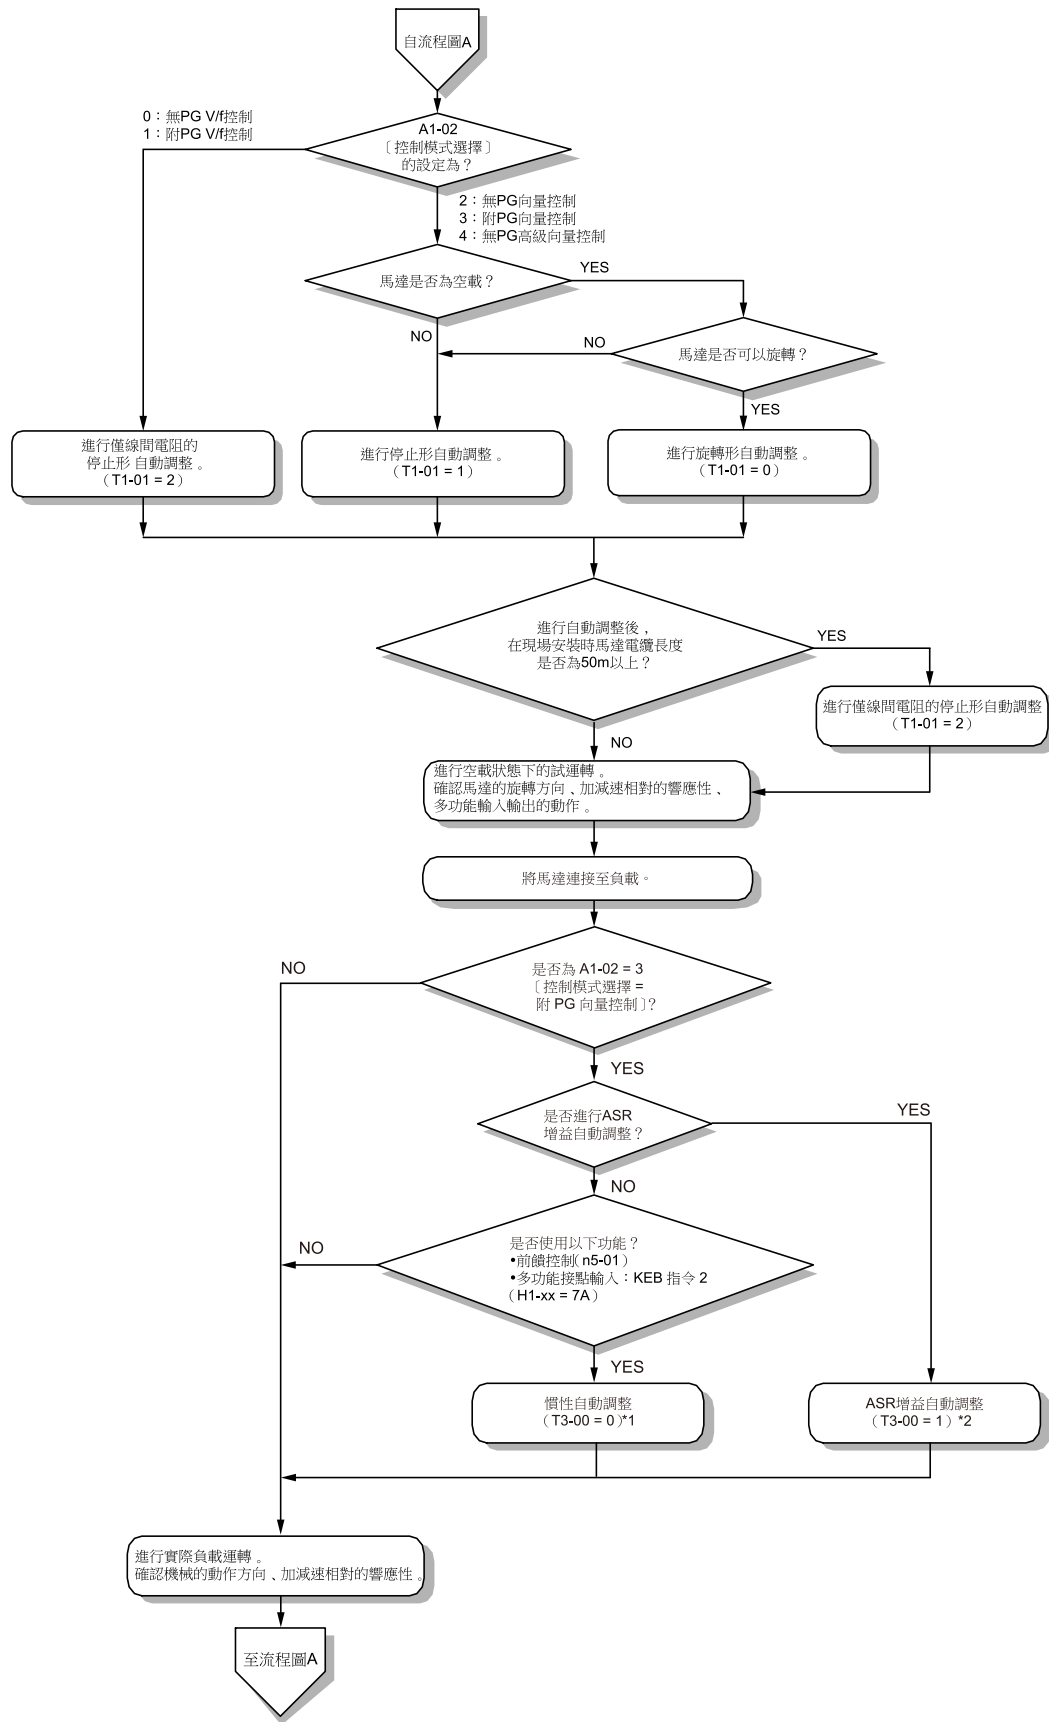 自流程圖A
0：無PG V/f控制
1：附PG V/f控制
A1-02
〔控制模式選擇〕
的設定為？
2：無PG向量控制
3：附PG向量控制
4：無PG高級向量控制
馬達是否為空載？
YES
NO
馬達是否可以旋轉？
NO
YES
進行僅線間電阻的
停止形 自動調整。
（T1-01 = 2）
進行停止形自動調整。
（T1-01 = 1）
進行旋轉形自動調整。
（T1-01 = 0）
進行自動調整後，
在現場安裝時馬達電纜長度
是否為50m以上？
YES
進行僅線間電阻的停止形自動調整
（T1-01 = 2）
NO
進行空載狀態下的試運轉。
確認馬達的旋轉方向、加減速相對的響應性、
多功能輸入輸出的動作。
將馬達連接至負載。
是否為 A1-02 = 3
〔控制模式選擇 =
附 PG 向量控制〕?
NO
YES
是否進行ASR
增益自動調整？
YES
NO
是否使用以下功能？
•前饋控制（n5-01）
•多功能接點輸入：KEB 指令 2
（H1-xx = 7A）
NO
YES
慣性自動調整
（T3-00 = 0）*1
ASR增益自動調整
（T3-00 = 1）*2
進行實際負載運轉。
確認機械的動作方向、加減速相對的響應性。
至流程圖A